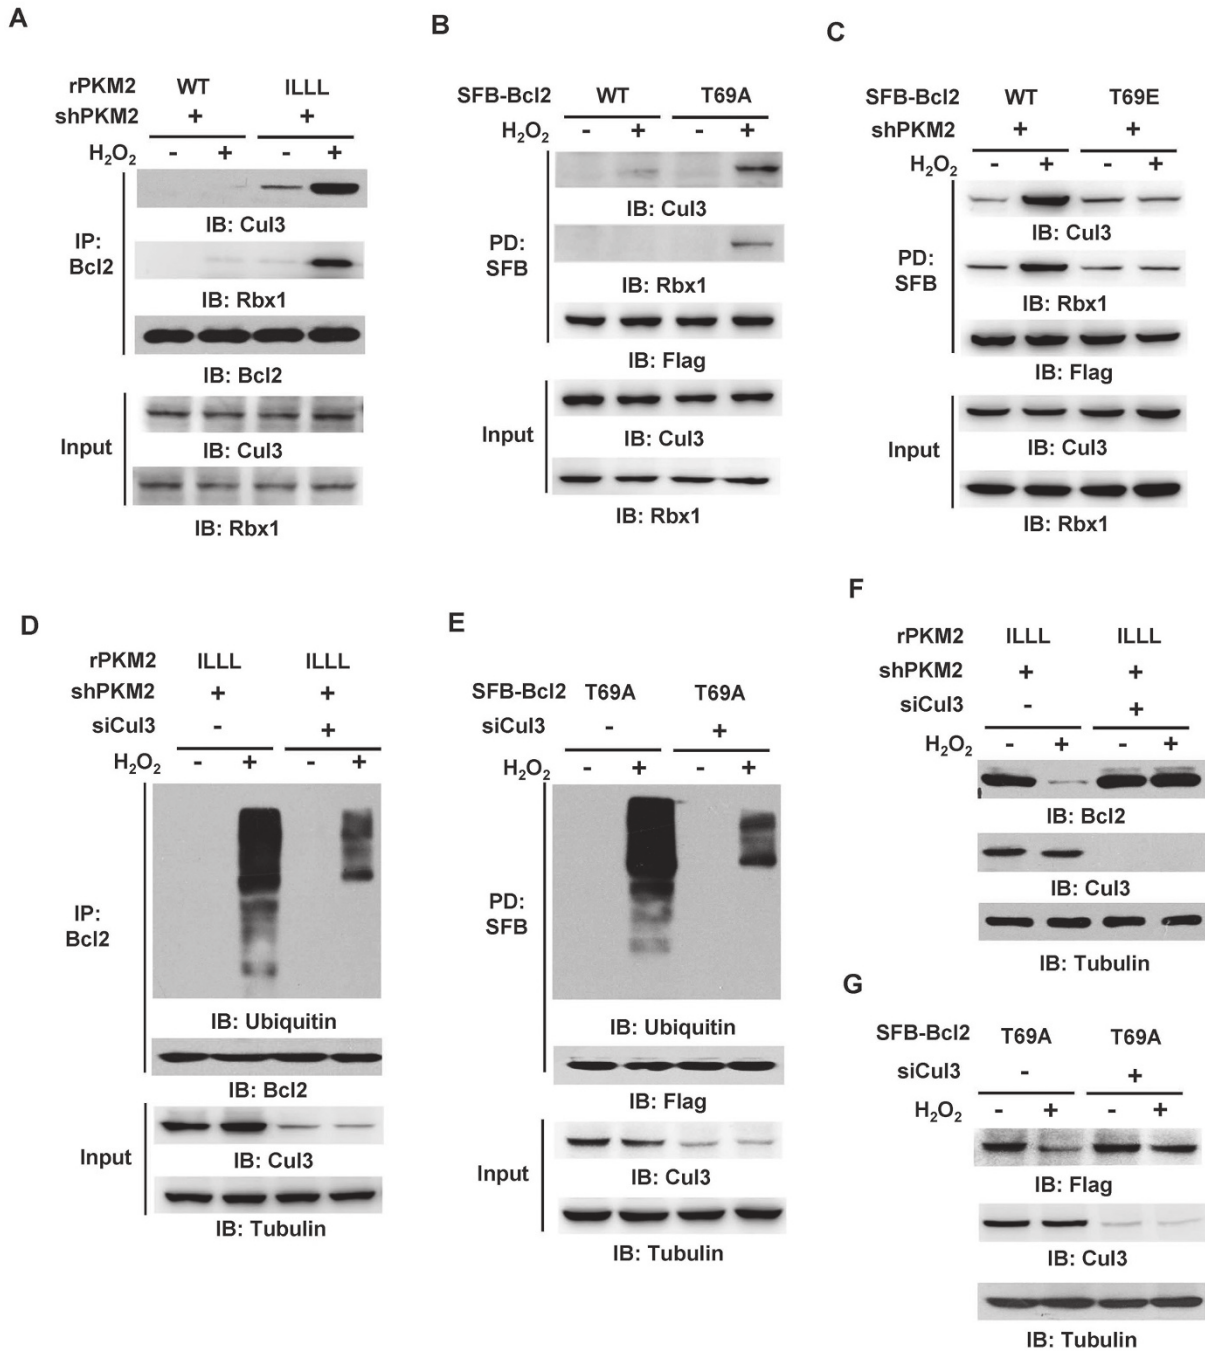 A
rPKM2 WT ILLL
shPKM2 + +
H₂O₂ - + - +
IP: Bcl2
IB: Cul3
IB: Rbx1
IB: Bcl2
Input
IB: Cul3
IB: Rbx1
B
SFB-Bcl2 WT T69A
H₂O₂ - + - +
PD: SFB
IB: Cul3
IB: Rbx1
IB: Flag
Input
IB: Cul3
IB: Rbx1
C
SFB-Bcl2 WT T69E
shPKM2 + +
H₂O₂ - + - +
PD: SFB
IB: Cul3
IB: Rbx1
IB: Flag
Input
IB: Cul3
IB: Rbx1
D
rPKM2 ILLL ILLL
shPKM2 + +
siCul3 - +
H₂O₂ - + - +
IP: Bcl2
IB: Ubiquitin
IB: Bcl2
Input
IB: Cul3
IB: Tubulin
E
SFB-Bcl2 T69A T69A
siCul3 - +
H₂O₂ - + - +
PD: SFB
IB: Ubiquitin
IB: Flag
Input
IB: Cul3
IB: Tubulin
F
rPKM2 ILLL ILLL
shPKM2 + +
siCul3 - +
H₂O₂ - + - +
IB: Bcl2
IB: Cul3
IB: Tubulin
G
SFB-Bcl2 T69A T69A
siCul3 - +
H₂O₂ - + - +
IB: Flag
IB: Cul3
IB: Tubulin